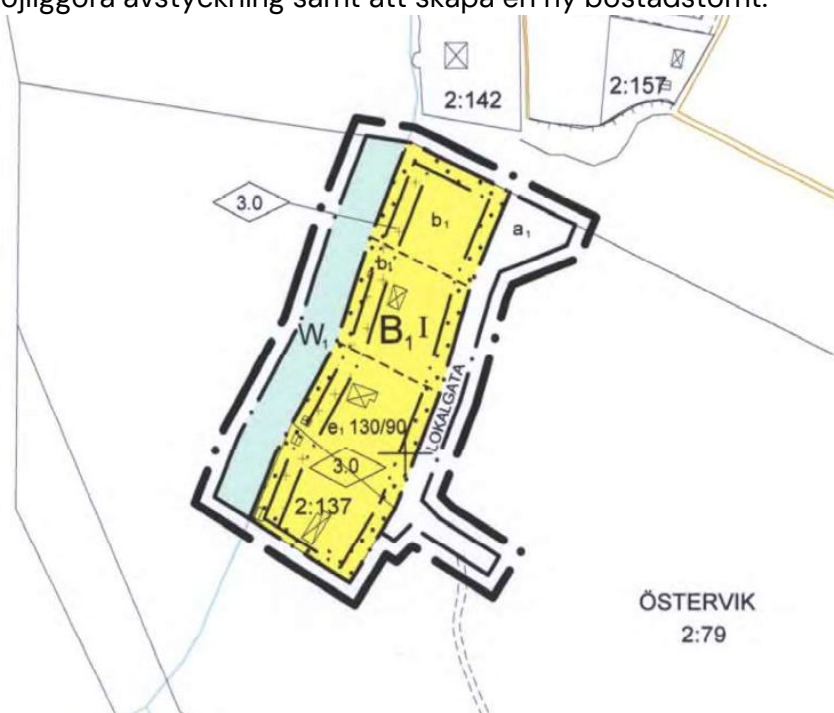 ojliggöra avstyckning samt att skapa en ny bostadstomt.
2:142
2:157
3.0
b₁
a₁
b₁
W₁
B₁ I
LOKALGATA
e₁ 130/90
3.0
2:137
ÖSTERVIK
2:79